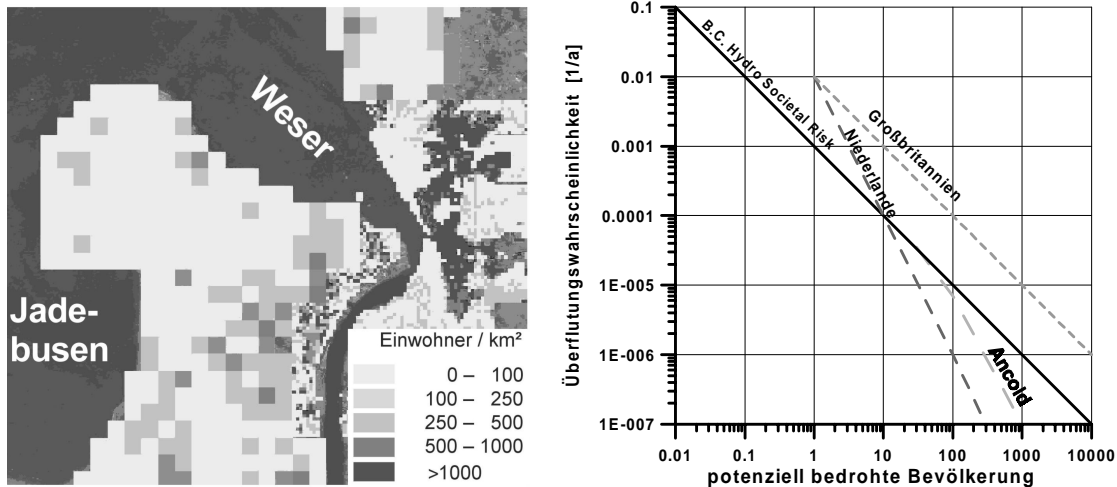 Weser
Jade-
busen
Einwohner / km²
0 – 100
100 – 250
250 – 500
500 – 1000
>1000
Überflutungswahrscheinlichkeit [1/a]
0.1
0.01
0.001
0.0001
1E-005
1E-006
1E-007
B.C. Hydro Societal Risk
Niederlande
Großbritannien
Ancold
0.01 0.1 1 10 100 1000 10000
potenziell bedrohte Bevölkerung